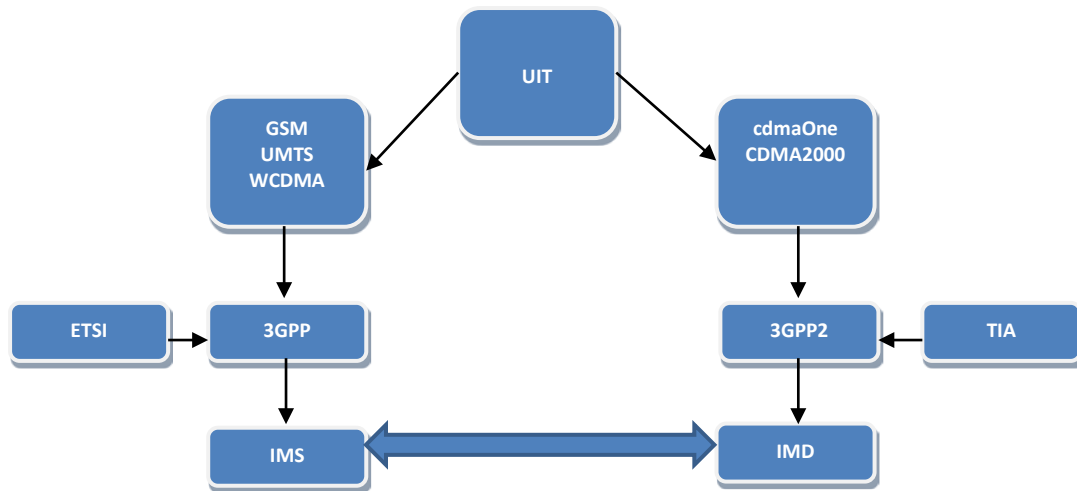 UIT
GSM
UMTS
WCDMA
cdmaOne
CDMA2000
ETSI
3GPP
3GPP2
TIA
IMS
IMD